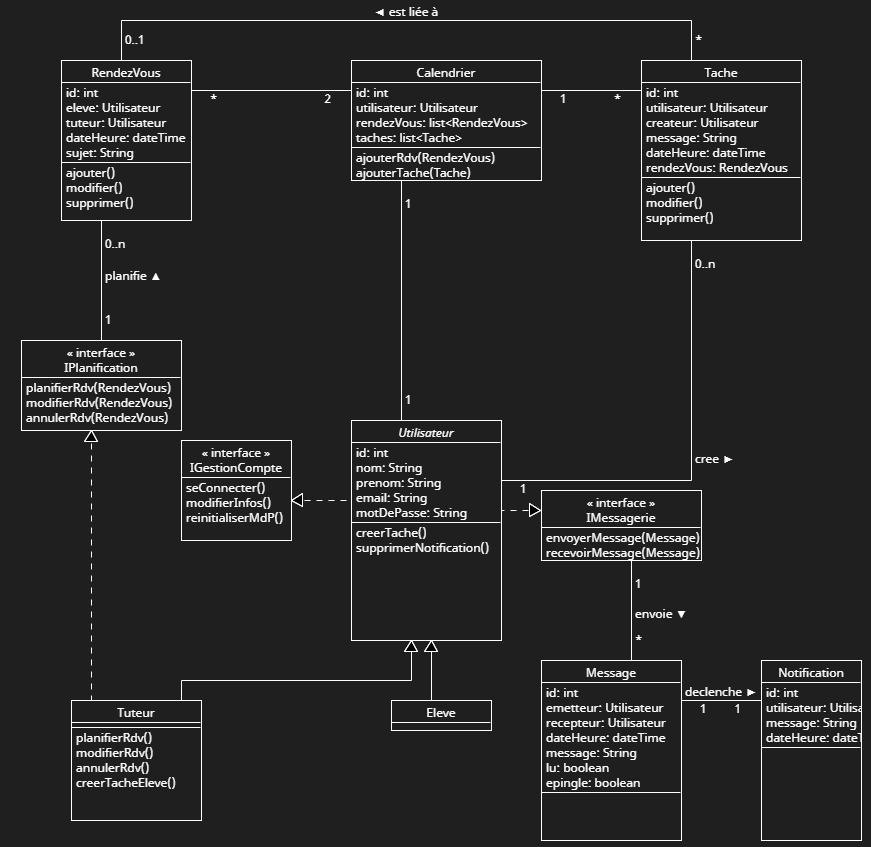 ◄ est liée à
0..1
*
RendezVous
id: int
eleve: Utilisateur
tuteur: Utilisateur
dateHeure: dateTime
sujet: String
ajouter()
modifier()
supprimer()
*
2
Calendrier
id: int
utilisateur: Utilisateur
rendezVous: list<RendezVous>
taches: list<Tache>
ajouterRdv(RendezVous)
ajouterTache(Tache)
1
*
Tache
id: int
utilisateur: Utilisateur
createur: Utilisateur
message: String
dateHeure: dateTime
rendezVous: RendezVous
ajouter()
modifier()
supprimer()
1
0..n
planifie ▲
1
0..n
« interface »
IPlanification
planifierRdv(RendezVous)
modifierRdv(RendezVous)
annulerRdv(RendezVous)
1
« interface »
IGestionCompte
seConnecter()
modifierInfos()
reinitialiserMdP()
Utilisateur
id: int
nom: String
prenom: String
email: String
motDePasse: String
creerTache()
supprimerNotification()
cree ►
1
« interface »
IMessagerie
envoyerMessage(Message)
recevoirMessage(Message)
1
envoie ▼
*
Tuteur
planifierRdv()
modifierRdv()
annulerRdv()
creerTacheEleve()
Eleve
Message
id: int
emetteur: Utilisateur
recepteur: Utilisateur
dateHeure: dateTime
message: String
lu: boolean
epingle: boolean
declenche ►
1
1
Notification
id: int
utilisateur:
message: String
dateHeure: